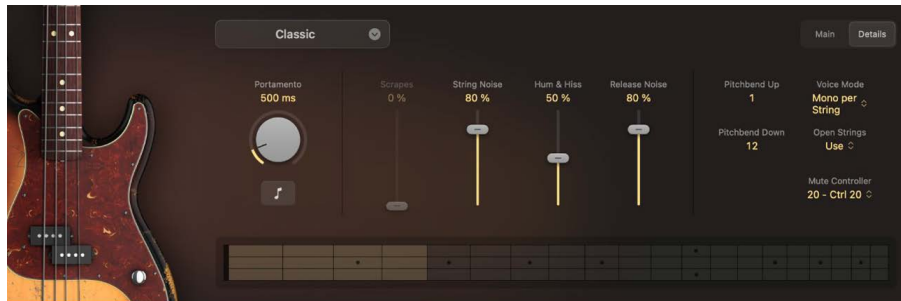 Classic
Main
Details
Portamento
500 ms
Scrapes
0 %
String Noise
80 %
Hum & Hiss
50 %
Release Noise
80 %
Pitchbend Up
1
Voice Mode
Mono per
String
Pitchbend Down
12
Open Strings
Use
Mute Controller
20 - Ctrl 20